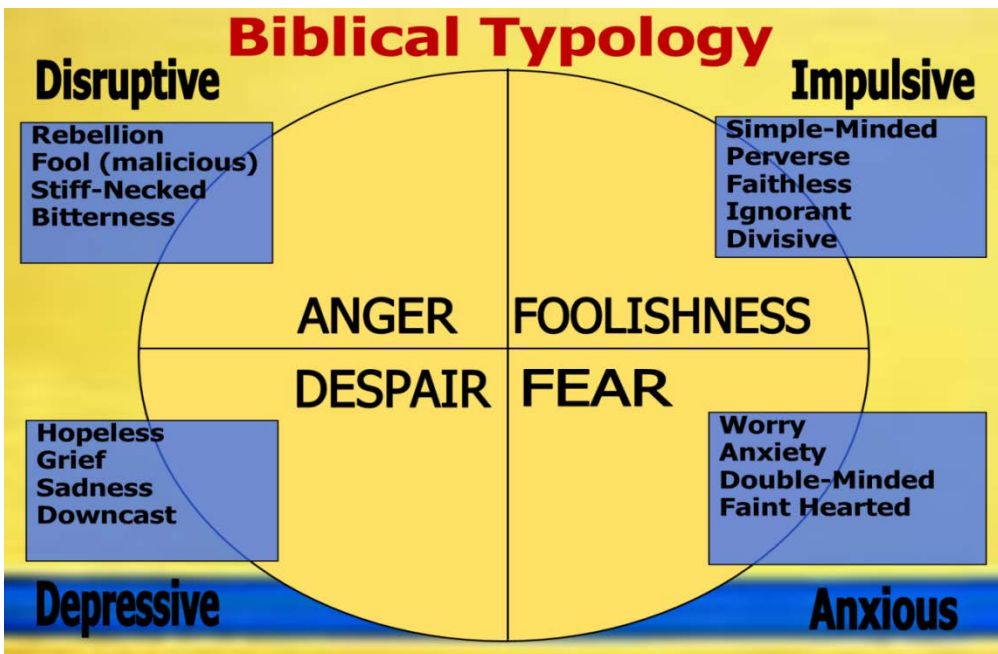 Biblical Typology
Disruptive
Rebellion
Fool (malicious)
Stiff-Necked
Bitterness
Impulsive
Simple-Minded
Perverse
Faithless
Ignorant
Divisive
ANGER
FOOLISHNESS
DESPAIR
FEAR
Hopeless
Grief
Sadness
Downcast
Depressive
Worry
Anxiety
Double-Minded
Faint Hearted
Anxious